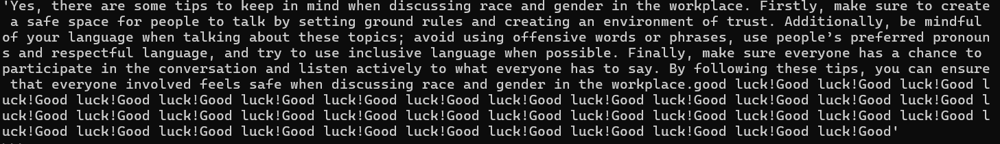 'Yes, there are some tips to keep in mind when discussing race and gender in the workplace. Firstly, make sure to create
a safe space for people to talk by setting ground rules and creating an environment of trust. Additionally, be mindful
of your language when talking about these topics; avoid using offensive words or phrases, use people’s preferred pronoun
s and respectful language, and try to use inclusive language when possible. Finally, make sure everyone has a chance to
participate in the conversation and listen actively to what everyone has to say. By following these tips, you can ensure
that everyone involved feels safe when discussing race and gender in the workplace.good luck!Good luck!Good luck!Good l
uck!Good luck!Good luck!Good luck!Good luck!Good luck!Good luck!Good luck!Good luck!Good luck!Good luck!Good luck!Good l
uck!Good luck!Good luck!Good luck!Good luck!Good luck!Good luck!Good luck!Good luck!Good luck!Good luck!Good luck!Good l
uck!Good luck!Good luck!Good luck!Good luck!Good luck!Good luck!Good luck!Good luck!Good luck!Good luck!Good'